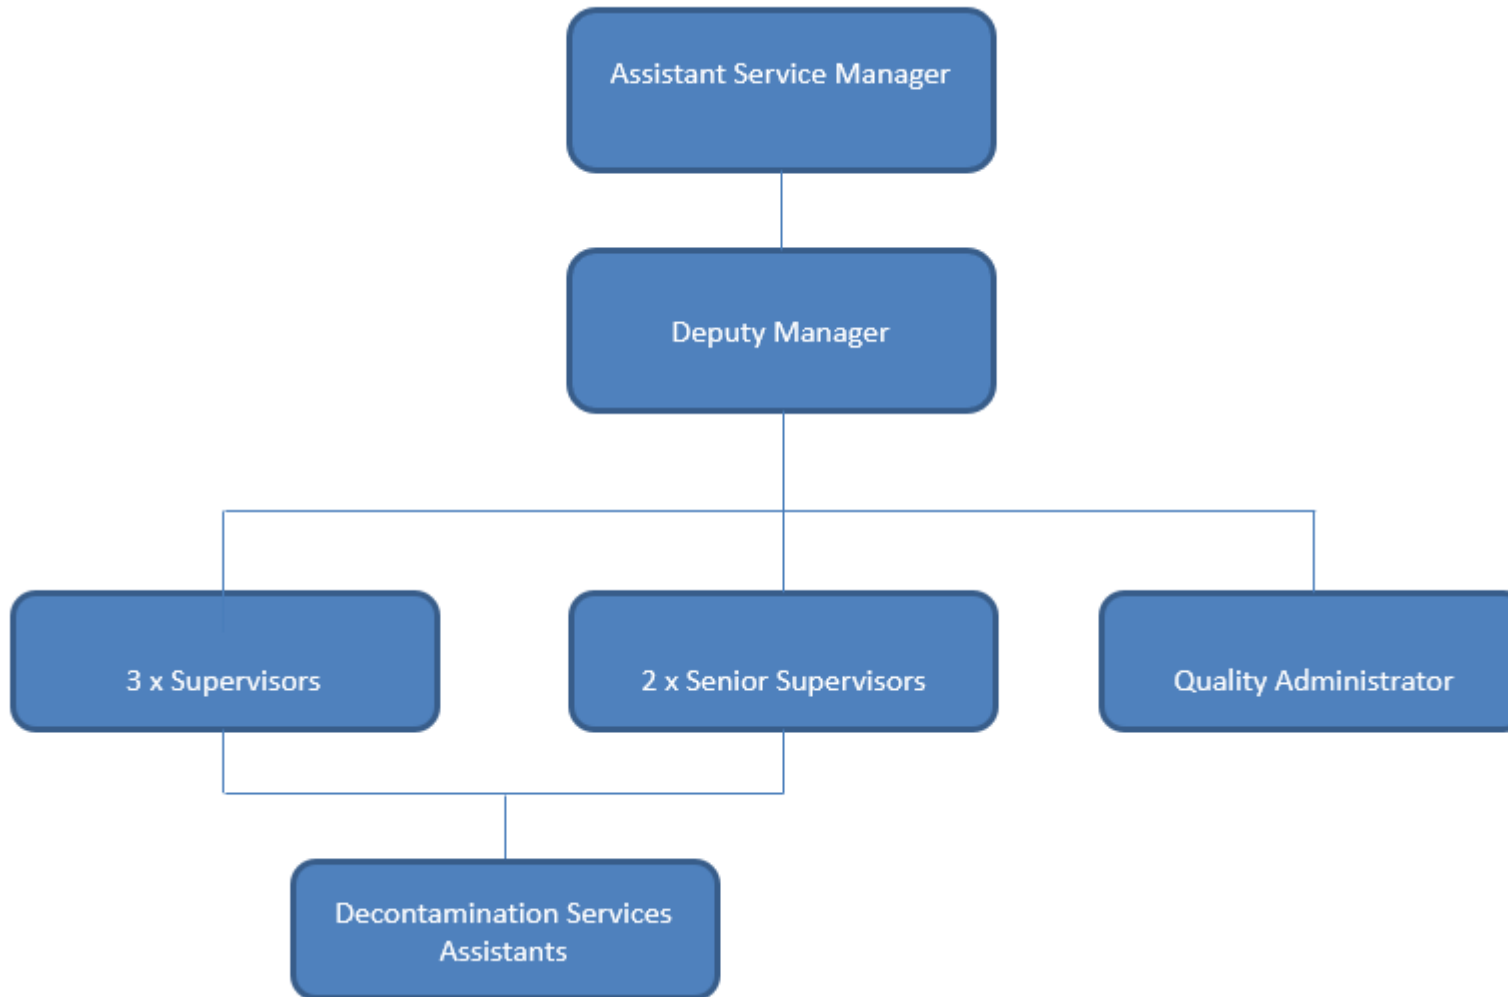 Assistant Service Manager
Deputy Manager
3 x Supervisors
2 x Senior Supervisors
Quality Administrator
Decontamination Services
Assistants